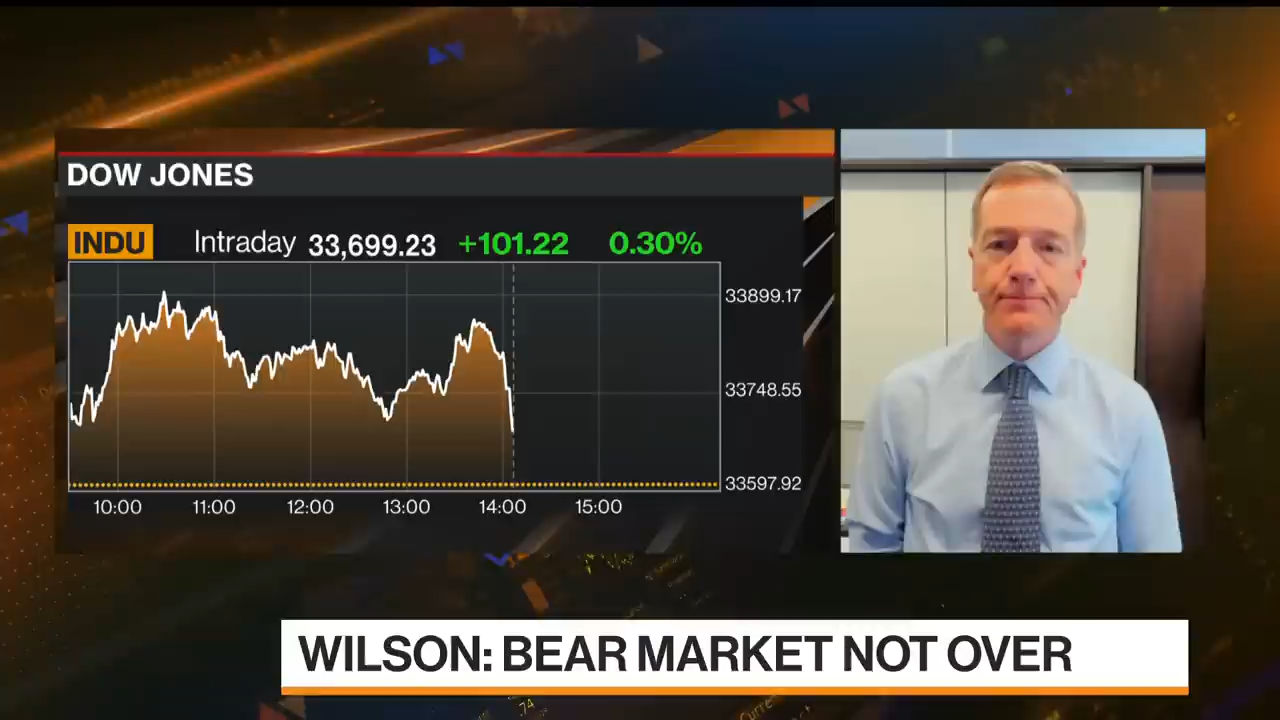 DOW JONES
INDU Intraday 33,699.23 +101.22 0.30%
33899.17
33748.55
33597.92
10:00 11:00 12:00 13:00 14:00 15:00
WILSON: BEAR MARKET NOT OVER
.74